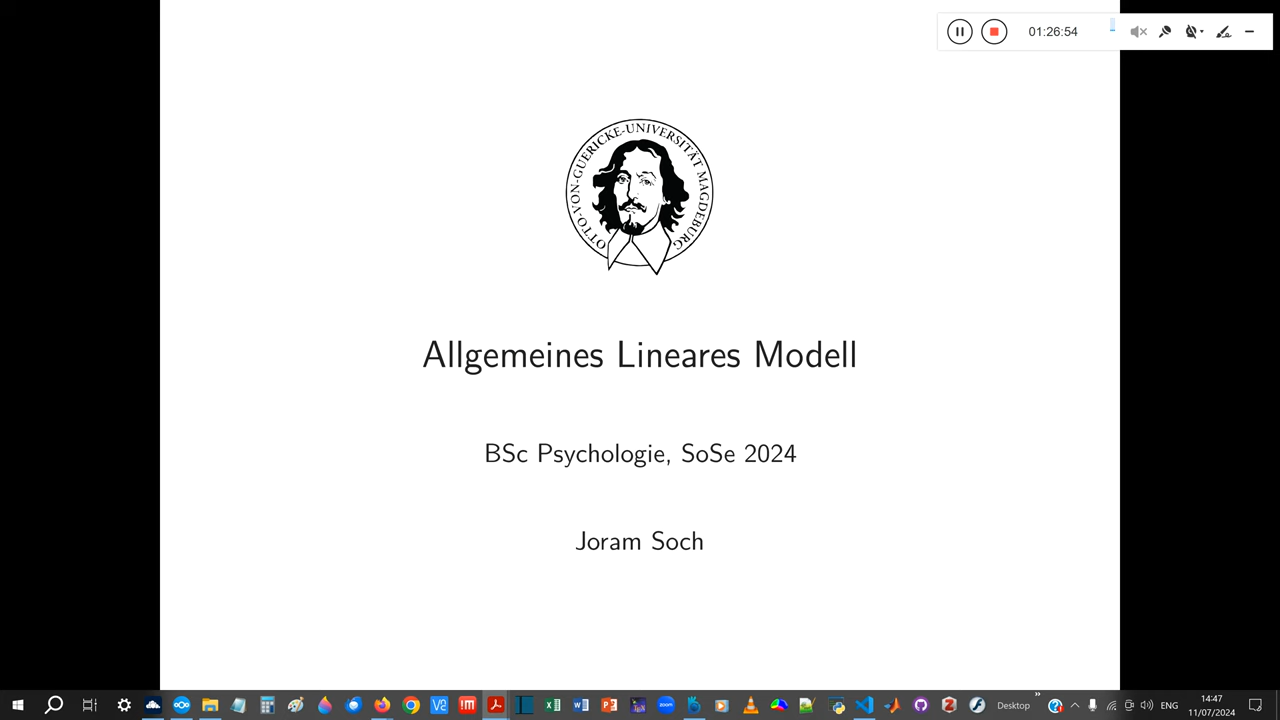 01:26:54
OTTO-VON-GUERICKE-UNIVERSITÄT MAGDEBURG
Allgemeines Lineares Modell
BSc Psychologie, SoSe 2024
Joram Soch
Desktop
ENG
14:47
11/07/2024
zoom